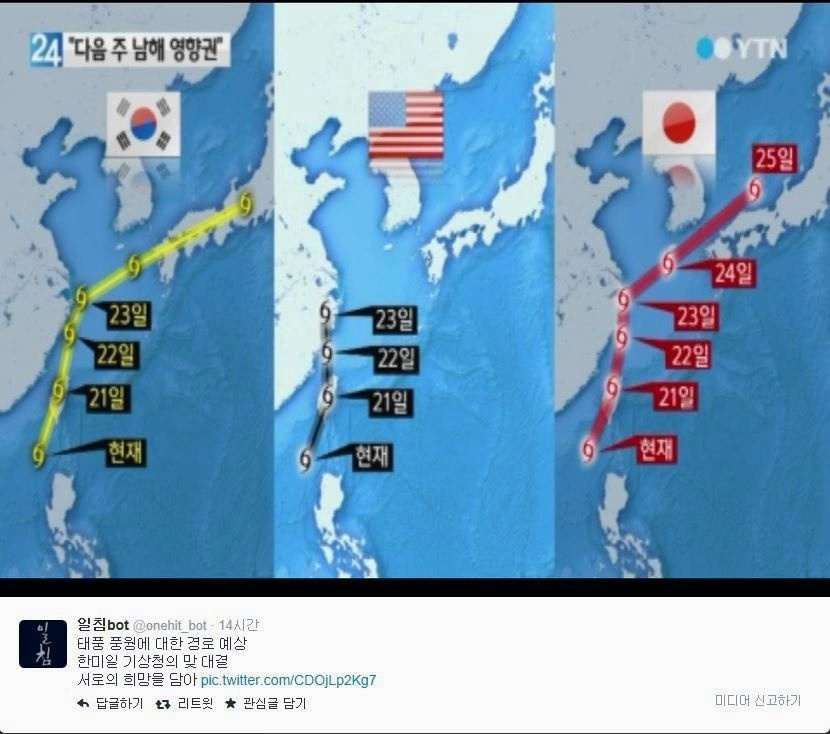 24 "다음 주 남해 영향권"
YTN
23일
22일
21일
현재
23일
22일
21일
현재
25일
24일
23일
22일
21일
현재
일침
일침bot @onehit_bot · 14시간
태풍 풍웡에 대한 경로 예상
한미일 기상청의 맞 대결
서로의 희망을 담아 pic.twitter.com/CDOjLp2Kg7
답글하기 리트윗 관심글 담기
미디어 신고하기